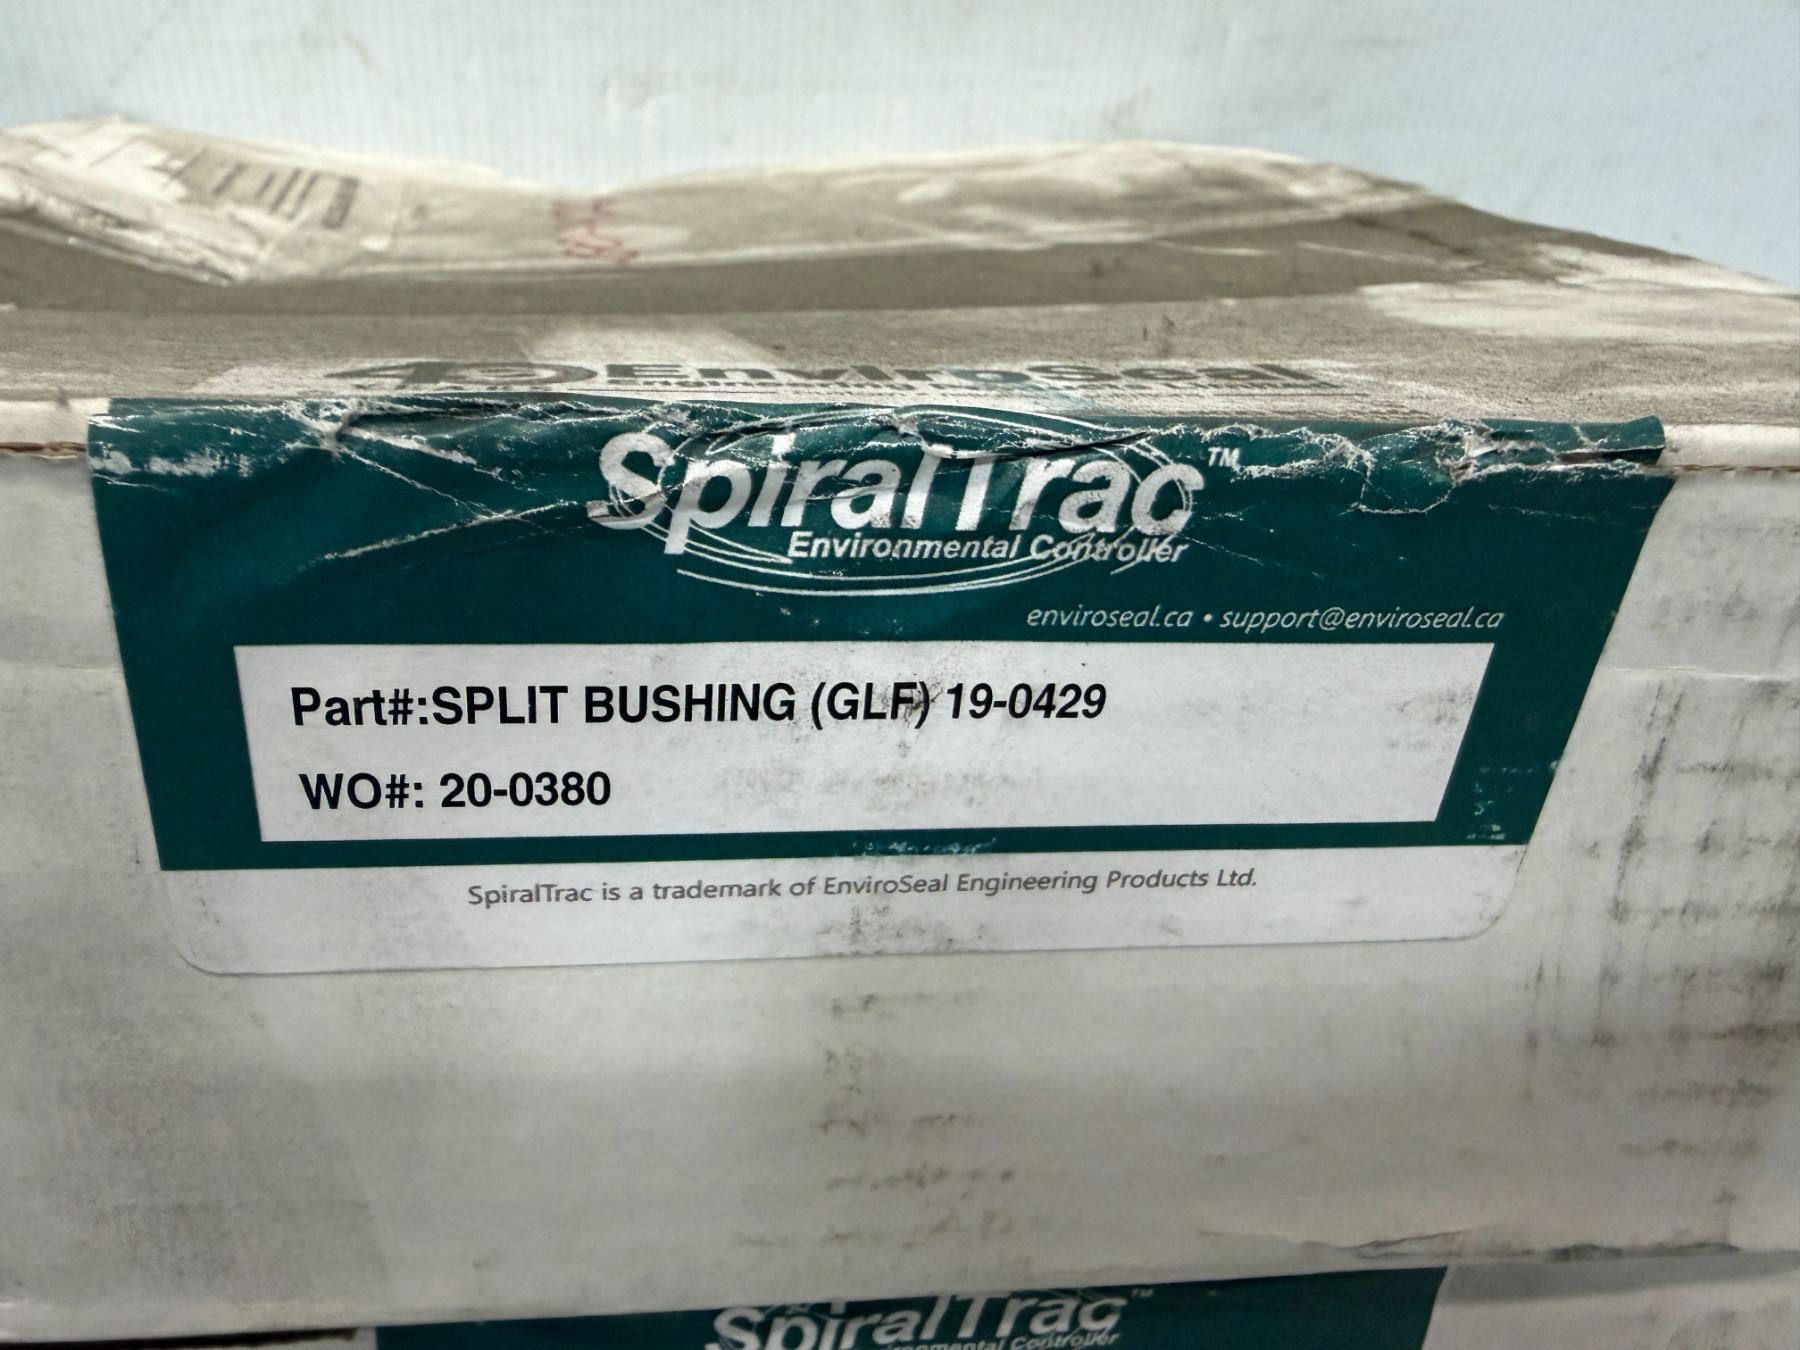 EnviroSeal
SpiralTrac™
Environmental Controller
enviroseal.ca • support@enviroseal.ca
Part#:SPLIT BUSHING (GLF) 19-0429
WO#: 20-0380
SpiralTrac is a trademark of EnviroSeal Engineering Products Ltd.
SpiralTrac™
Controller